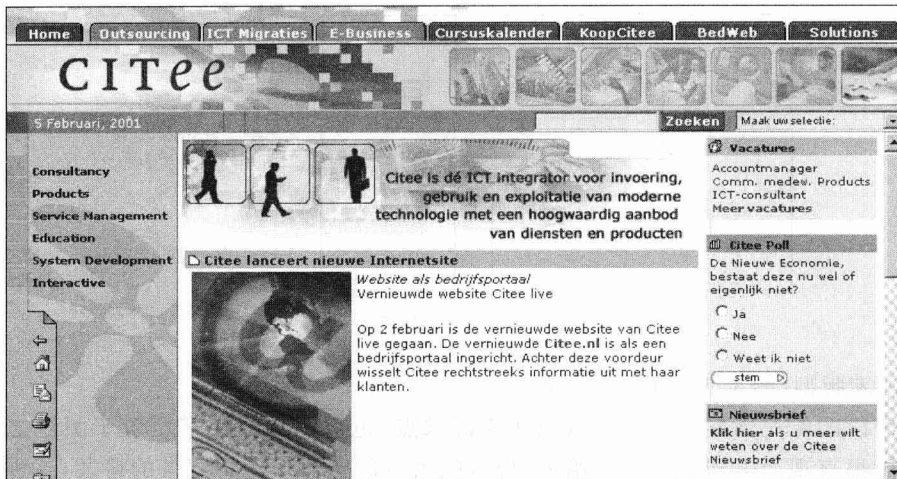 Home Outsourcing ICT Migraties E-Business Cursuskalender KoopCitee BedWeb Solutions
CITee
5 Februari, 2001
Zoeken
Maak uw selectie:
Consultancy
Products
Service Management
Education
System Development
Interactive
Citee is dé ICT integrator voor invoering,
gebruik en exploitatie van moderne
technologie met een hoogwaardig aanbod
van diensten en producten
Citee lanceert nieuwe Internetsite
Website als bedrijfsportaal
Vernieuwde website Citee live
Op 2 februari is de vernieuwde website van Citee
live gegaan. De vernieuwde Citee.nl is als een
bedrijfsportaal ingericht. Achter deze voordeur
wisselt Citee rechtstreeks informatie uit met haar
klanten.
Vacatures
Accountmanager
Comm. medew. Products
ICT-consultant
Meer vacatures
Citee Poll
De Nieuwe Economie,
bestaat deze nu wel of
eigenlijk niet?
Ja
Nee
Weet ik niet
stem
Nieuwsbrief
Klik hier als u meer wilt
weten over de Citee
Nieuwsbrief